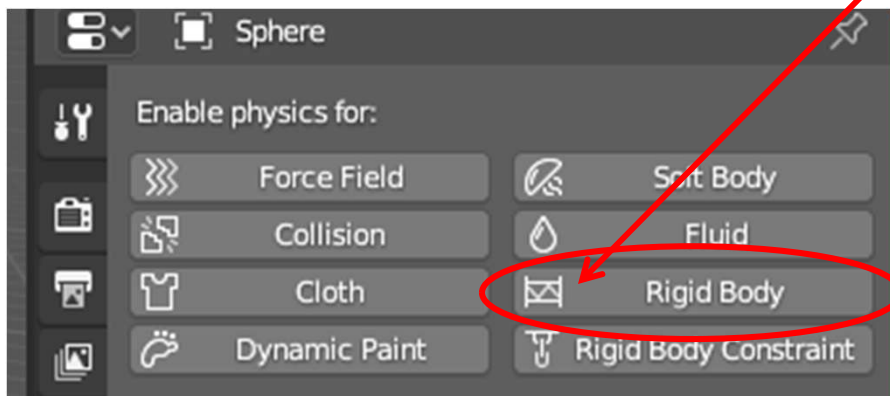 Sphere
Enable physics for:
Force Field
Soft Body
Collision
Fluid
Cloth
Rigid Body
Dynamic Paint
Rigid Body Constraint